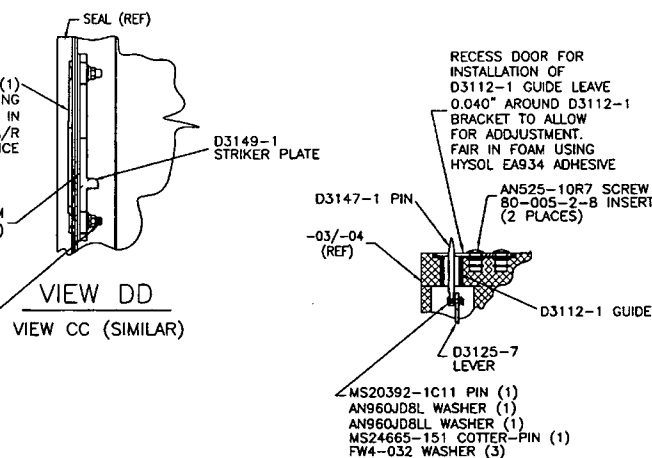 SEAL (REF)
(1)
NG
IN
/R
ICE
D3149-1
STRIKER PLATE
M
)
VIEW DD
VIEW CC (SIMILAR)
RECESS DOOR FOR
INSTALLATION OF
D3112-1 GUIDE LEAVE
0.040" AROUND D3112-1
BRACKET TO ALLOW
FOR ADDJUSTMENT.
FAIR IN FOAM USING
HYSOL EA934 ADHESIVE
D3147-1 PIN
AN525-10R7 SCREW
80-005-2-8 INSERT
(2 PLACES)
-03/-04
(REF)
D3112-1 GUIDE
D3125-7
LEVER
MS20392-1C11 PIN (1)
AN960JD8L WASHER (1)
AN960JD8LL WASHER (1)
MS24665-151 COTTER-PIN (1)
FW4-032 WASHER (3)